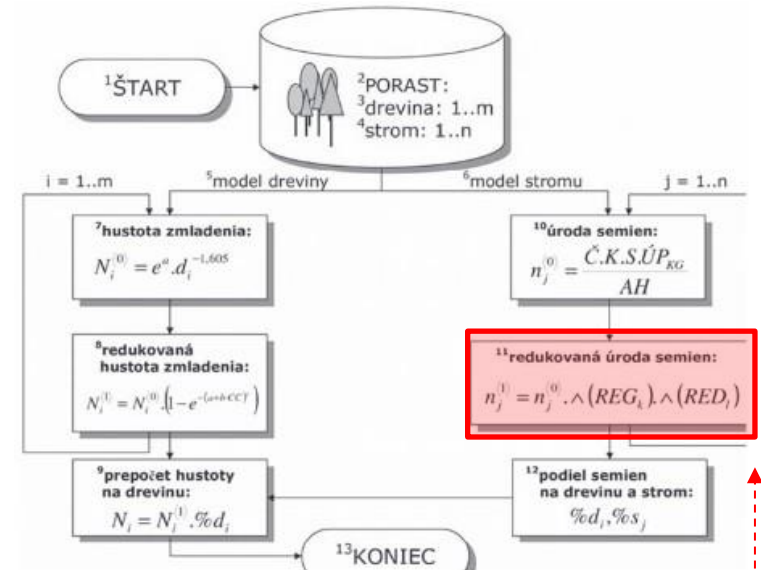 ¹ŠTART
²PORAST:
³drevina: 1..m
⁴strom: 1..n
i = 1..m
⁵model dreviny
⁶model stromu
j = 1..n
⁷hustota zmladenia:
N_i^(0) = e^a.d_i^-1,605
⁸redukovaná
hustota zmladenia:
N_i^(1) = N_i^(0).(1−e^-(a+b·CC)^c)
⁹prepočet hustoty
na drevinu:
N_i = N_i^(1).%d_i
¹⁰úroda semien:
n_j^(0) = Č.K.S.ÚP_KG / AH
¹¹redukovaná úroda semien:
n_j^(1) = n_j^(0).∧(REG_k).∧(RED_l)
¹²podiel semien
na drevinu a strom:
%d_i,%s_j
¹³KONIEC